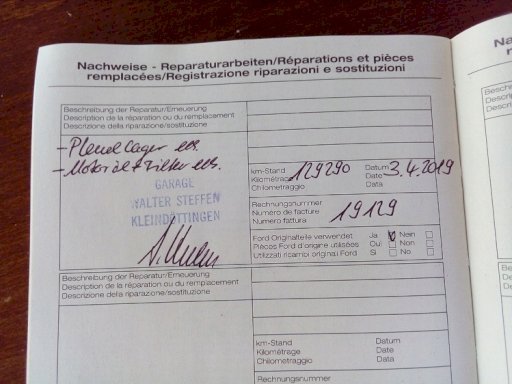 Nachweise - Reparaturarbeiten/Réparations et pièces
remplacées/Registrazione riparazioni e sostituzioni
Beschreibung der Reparatur/Erneuerung
Description de la réparation ou du remplacement
Descrizione della riparazione/sostituzione
- Pleuel Lager ers.
- Motoröl + Filter ers.
GARAGE
WALTER STEFFEN
KLEINDÖTTINGEN
km-Stand 129290 Datum 3.4.2019
Kilométrage Date
Chilometraggio Data
Rechnungsnummer
Numéro de facture 19129
Numero fattura
Ford Originalteile verwendet Ja Nein
Pièces Ford d'origine utilisées Oui Non
Utilizzati ricambi originali Ford Si No
Beschreibung der Reparatur/Erneuerung
Description de la réparation ou du remplacement
Descrizione della riparazione/sostituzione
km-Stand Datum
Kilométrage Date
Chilometraggio Data
Rechnungsnummer